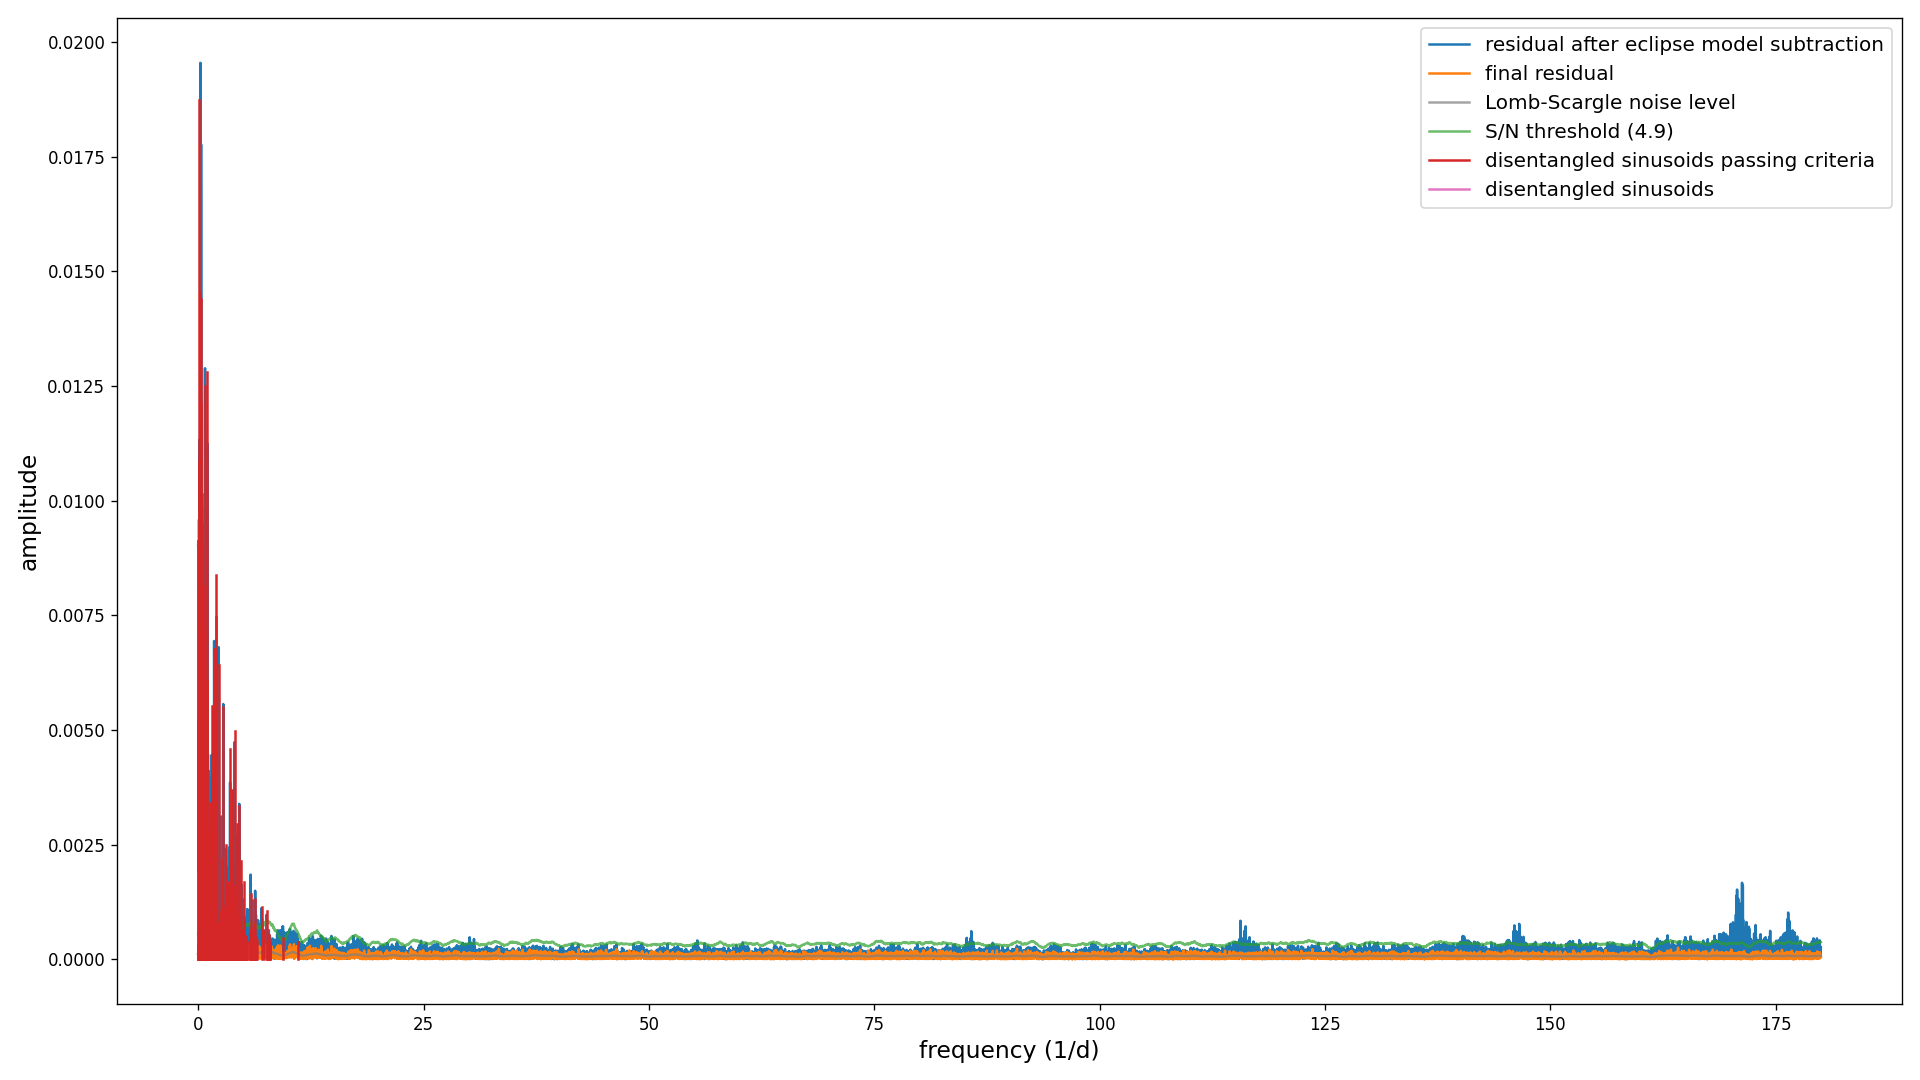 residual after eclipse model subtraction
final residual
Lomb-Scargle noise level
S/N threshold (4.9)
disentangled sinusoids passing criteria
disentangled sinusoids
amplitude
0.0200
0.0175
0.0150
0.0125
0.0100
0.0075
0.0050
0.0025
0.0000
0 25 50 75 100 125 150 175
frequency (1/d)